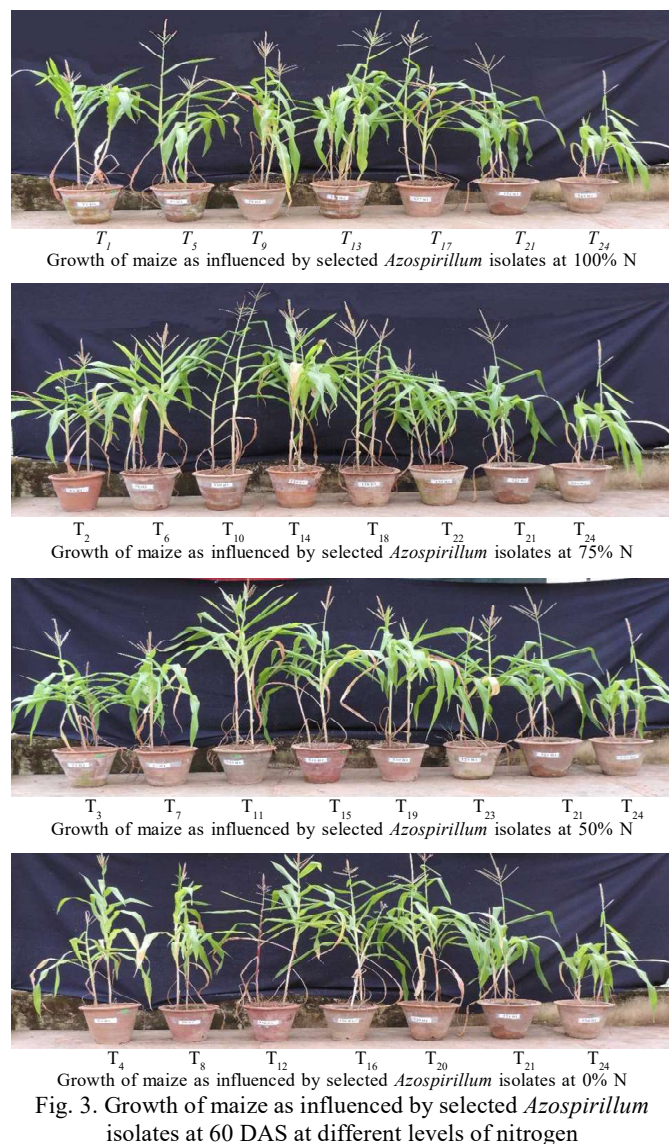 T1 T5 T9 T13 T17 T21 T24
Growth of maize as influenced by selected Azospirillum isolates at 100% N
T2 T6 T10 T14 T18 T22 T21 T24
Growth of maize as influenced by selected Azospirillum isolates at 75% N
T3 T7 T11 T15 T19 T23 T21 T24
Growth of maize as influenced by selected Azospirillum isolates at 50% N
T4 T8 T12 T16 T20 T21 T24
Growth of maize as influenced by selected Azospirillum isolates at 0% N
Fig. 3. Growth of maize as influenced by selected Azospirillum
isolates at 60 DAS at different levels of nitrogen